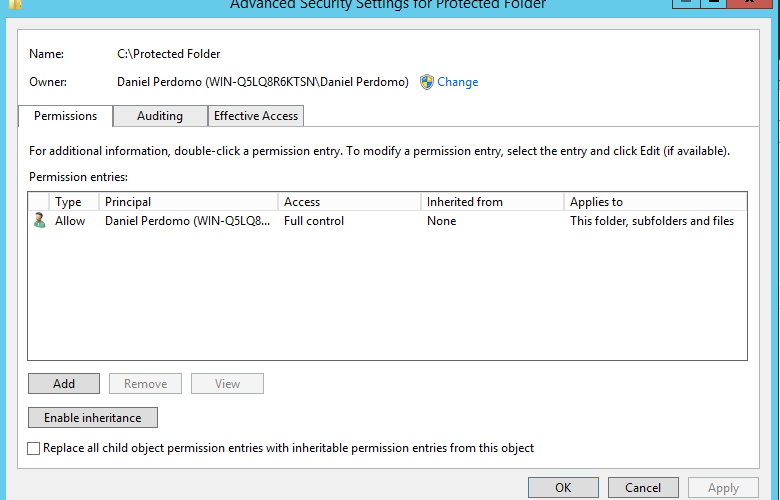 Advanced Security Settings for Protected Folder
Name: C:\Protected Folder
Owner: Daniel Perdomo (WIN-Q5LQ8R6KTSN\Daniel Perdomo) Change
Permissions Auditing Effective Access
For additional information, double-click a permission entry. To modify a permission entry, select the entry and click Edit (if available).
Permission entries:
Type Principal Access Inherited from Applies to
Allow Daniel Perdomo (WIN-Q5LQ8... Full control None This folder, subfolders and files
Add Remove View
Enable inheritance
Replace all child object permission entries with inheritable permission entries from this object
OK Cancel Apply